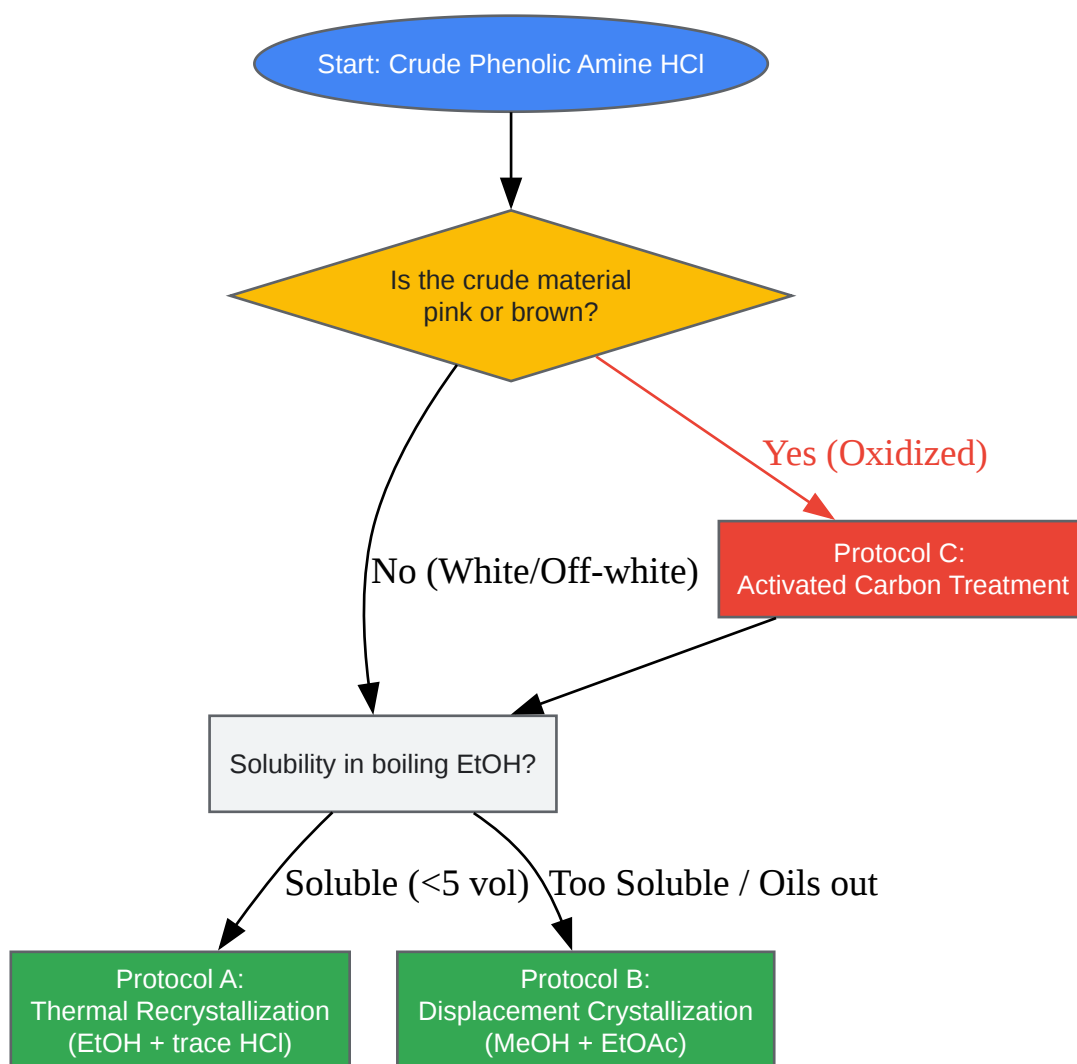 Start: Crude Phenolic Amine HCl
Is the crude material
pink or brown?
Yes (Oxidized)
No (White/Off-white)
Protocol C:
Activated Carbon Treatment
Solubility in boiling EtOH?
Soluble (<5 vol)
Too Soluble / Oils out
Protocol A:
Thermal Recrystallization
(EtOH + trace HCl)
Protocol B:
Displacement Crystallization
(MeOH + EtOAc)